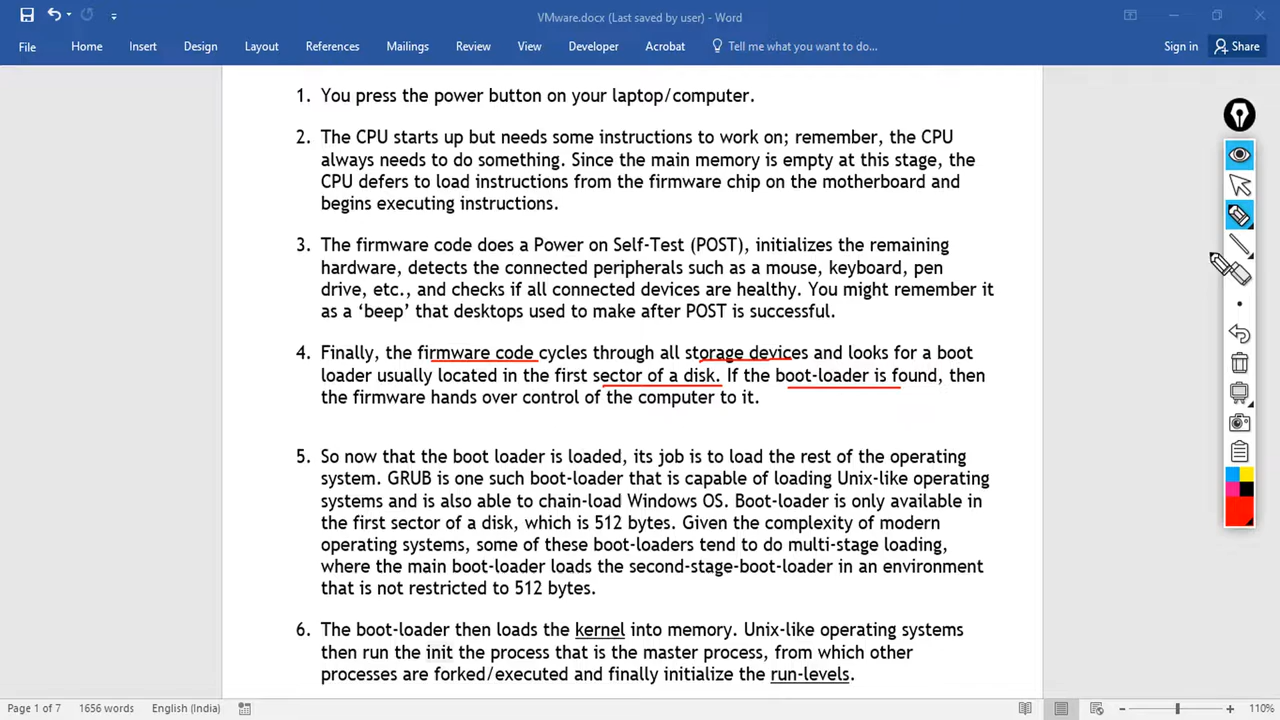 VMware.docx (Last saved by user) - Word
File Home Insert Design Layout References Mailings Review View Developer Acrobat Tell me what you want to do... Sign in Share
1. You press the power button on your laptop/computer.
2. The CPU starts up but needs some instructions to work on; remember, the CPU
always needs to do something. Since the main memory is empty at this stage, the
CPU defers to load instructions from the firmware chip on the motherboard and
begins executing instructions.
3. The firmware code does a Power on Self-Test (POST), initializes the remaining
hardware, detects the connected peripherals such as a mouse, keyboard, pen
drive, etc., and checks if all connected devices are healthy. You might remember it
as a ‘beep’ that desktops used to make after POST is successful.
4. Finally, the firmware code cycles through all storage devices and looks for a boot
loader usually located in the first sector of a disk. If the boot-loader is found, then
the firmware hands over control of the computer to it.
5. So now that the boot loader is loaded, its job is to load the rest of the operating
system. GRUB is one such boot-loader that is capable of loading Unix-like operating
systems and is also able to chain-load Windows OS. Boot-loader is only available in
the first sector of a disk, which is 512 bytes. Given the complexity of modern
operating systems, some of these boot-loaders tend to do multi-stage loading,
where the main boot-loader loads the second-stage-boot-loader in an environment
that is not restricted to 512 bytes.
6. The boot-loader then loads the kernel into memory. Unix-like operating systems
then run the init the process that is the master process, from which other
processes are forked/executed and finally initialize the run-levels.
Page 1 of 7 1656 words English (India) 110%